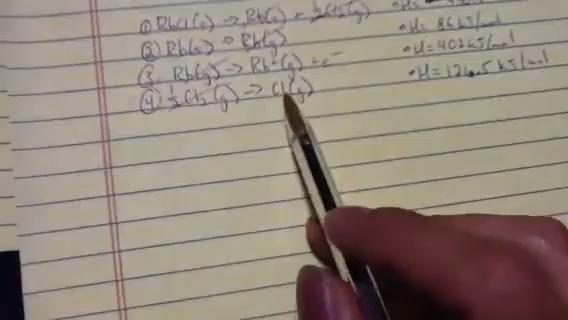 ① RbCl(s) → Rb(s) + ½Cl₂(g)
② Rb(s) → Rb(g) • H= 86 kJ/mol
③. Rb(g) → Rb⁺(g) + e⁻ • H= 402 kJ/mol
④ ½Cl₂(g) → Cl(g) • H= 121.5 kJ/mol